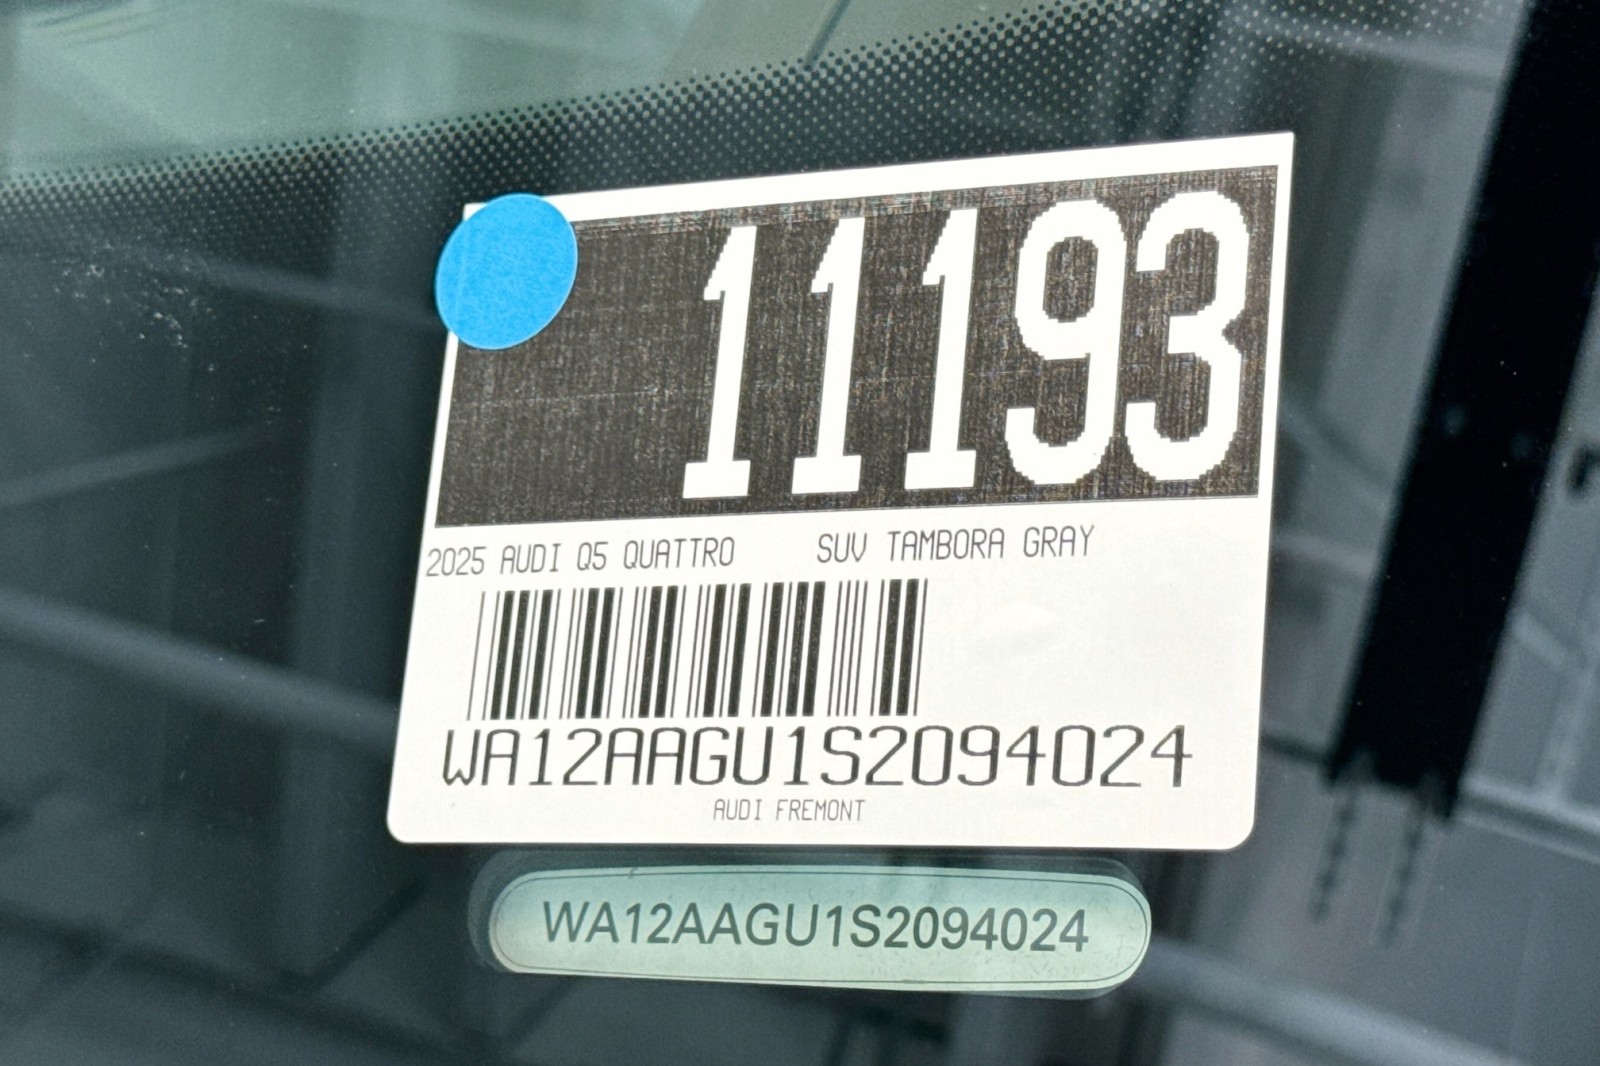 11193
2025 AUDI Q5 QUATTRO SUV TAMBORA GRAY
WA12AAGU1S2094024
AUDI FREMONT
WA12AAGU1S2094024